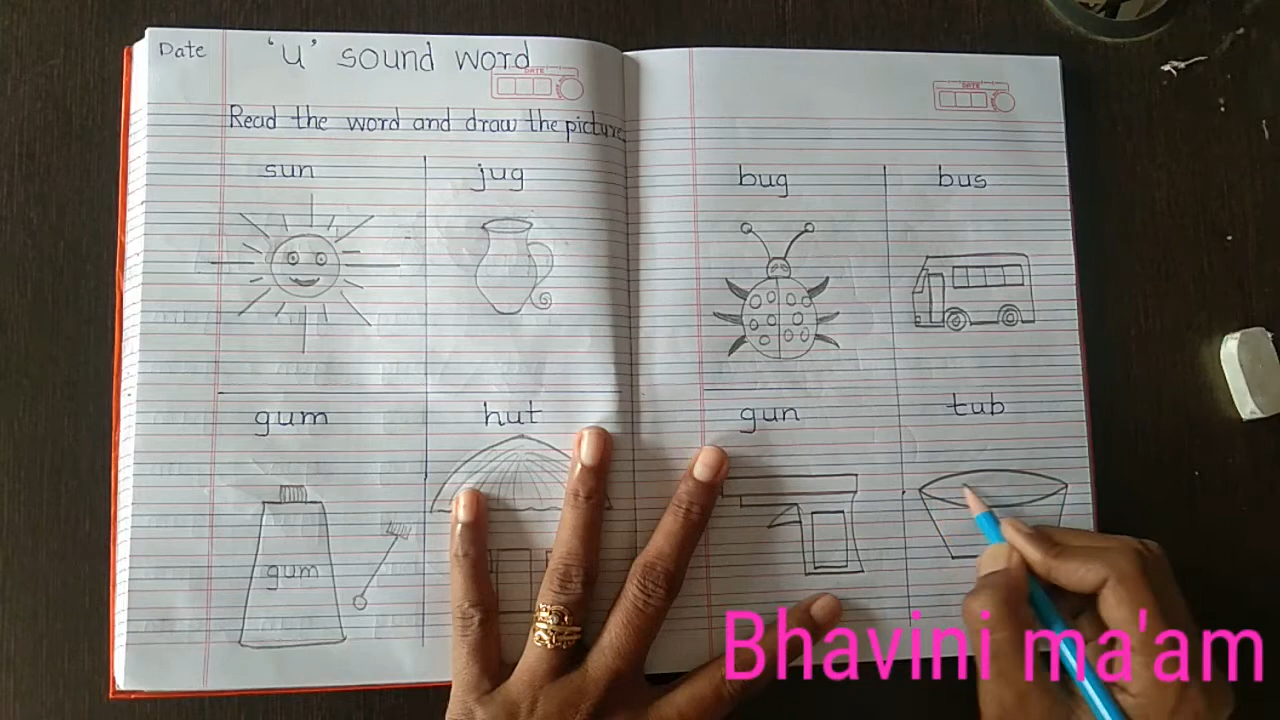 Date
'u' sound word
DATE
DATE
Read the word and draw the picture
sun
jug
bug
bus
gum
hut
gun
tub
gum
Bhavini ma'am